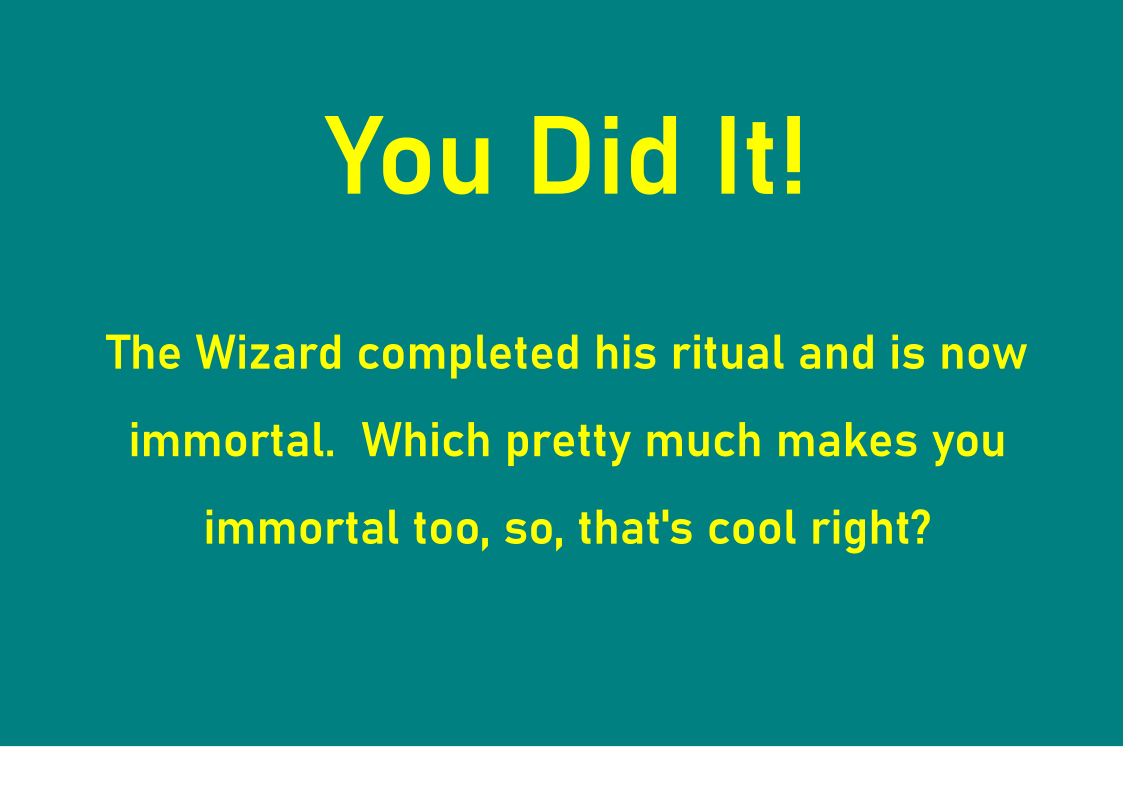 You Did It!
The Wizard completed his ritual and is now
immortal.  Which pretty much makes you
immortal too, so, that's cool right?